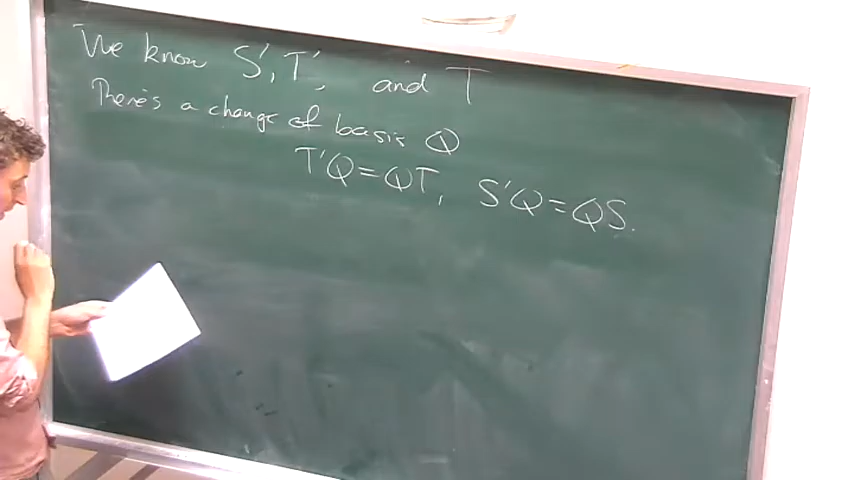 We know S', T', and T
There's a change of basis Q
T'Q = QT, S'Q = QS.